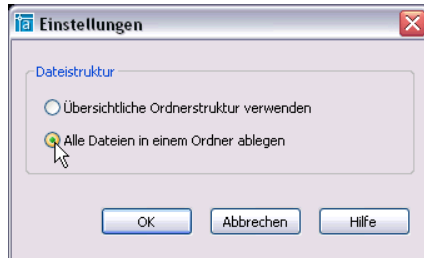 Einstellungen
Dateistruktur
Übersichtliche Ordnerstruktur verwenden
Alle Dateien in einem Ordner ablegen
OK Abbrechen Hilfe